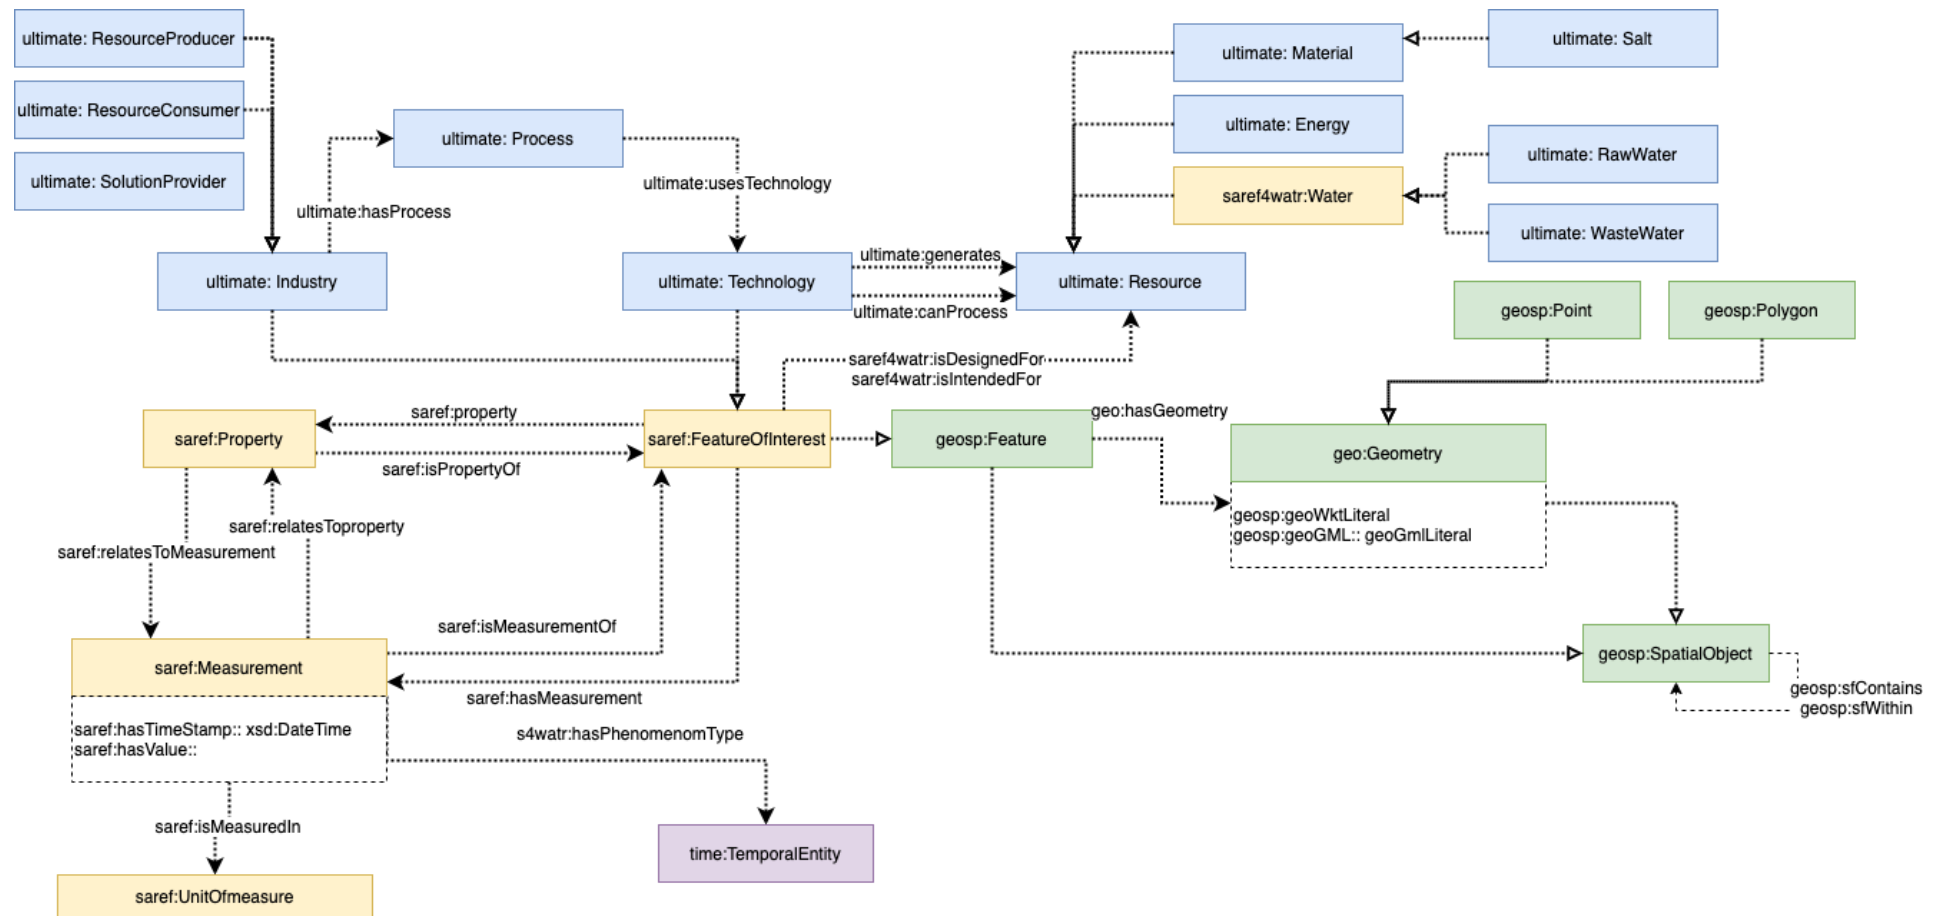 ultimate: ResourceProducer
ultimate: ResourceConsumer
ultimate: SolutionProvider
ultimate: Process
ultimate:hasProcess
ultimate:usesTechnology
ultimate: Industry
ultimate: Technology
ultimate:generates
ultimate:canProcess
ultimate: Resource
ultimate: Material
ultimate: Energy
saref4watr:Water
ultimate: Salt
ultimate: RawWater
ultimate: WasteWater
geosp:Point
geosp:Polygon
saref4watr:isDesignedFor
saref4watr:isIntendedFor
saref:Property
saref:property
saref:isPropertyOf
saref:FeatureOfInterest
geosp:Feature
geo:hasGeometry
geo:Geometry
geosp:geoWktLiteral
geosp:geoGML:: geoGmlLiteral
saref:relatesToproperty
saref:relatesToMeasurement
saref:isMeasurementOf
saref:Measurement
saref:hasMeasurement
saref:hasTimeStamp:: xsd:DateTime
saref:hasValue::
s4watr:hasPhenomenomType
geosp:SpatialObject
geosp:sfContains
geosp:sfWithin
saref:isMeasuredIn
time:TemporalEntity
saref:UnitOfmeasure